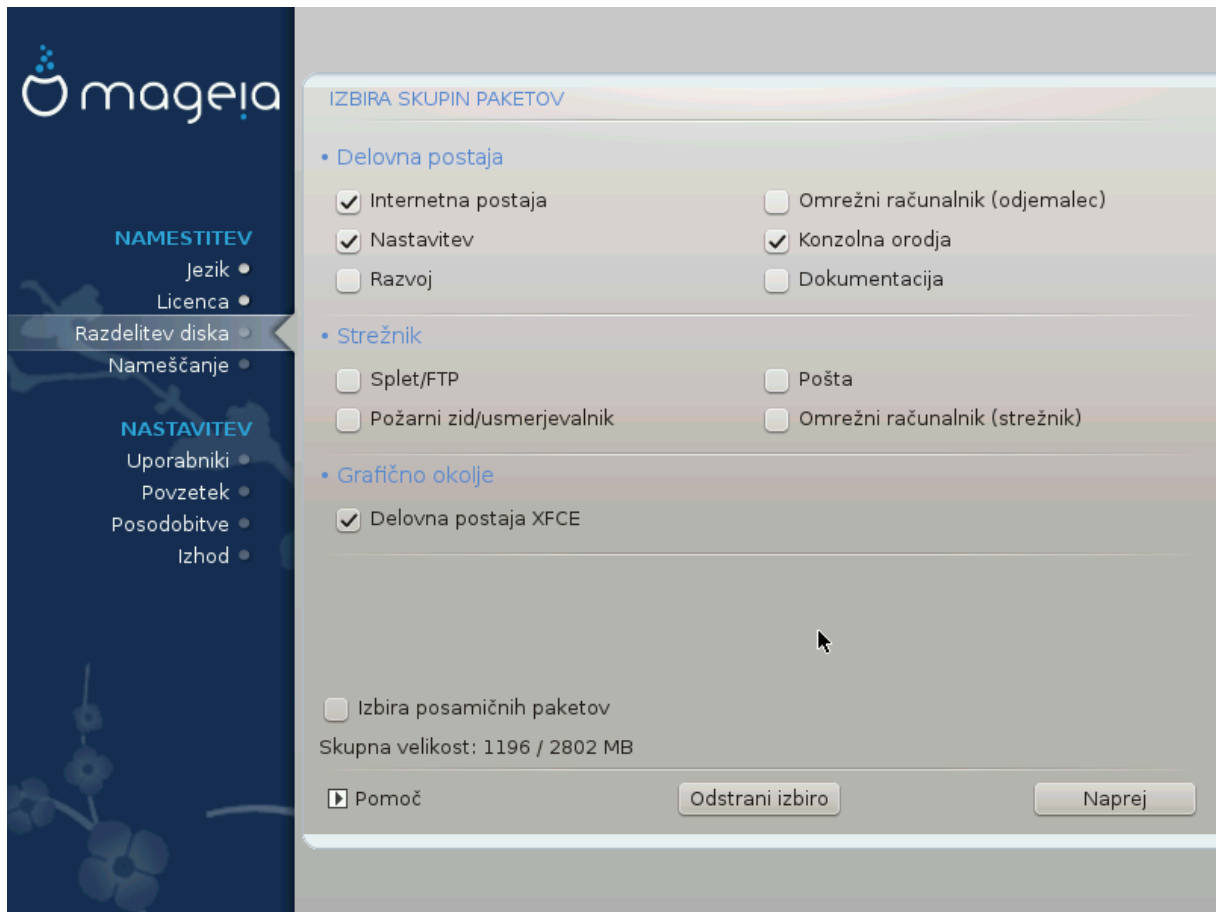 mageia
NAMESTITEV
Jezik
Licenca
Razdelitev diska
Nameščanje
NASTAVITEV
Uporabniki
Povzetek
Posodobitve
Izhod
IZBIRA SKUPIN PAKETOV
• Delovna postaja
Internetna postaja
Omrežni računalnik (odjemalec)
Nastavitev
Konzolna orodja
Razvoj
Dokumentacija
• Strežnik
Splet/FTP
Pošta
Požarni zid/usmerjevalnik
Omrežni računalnik (strežnik)
• Grafično okolje
Delovna postaja XFCE
Izbira posamičnih paketov
Skupna velikost: 1196 / 2802 MB
Pomoč
Odstrani izbiro
Naprej